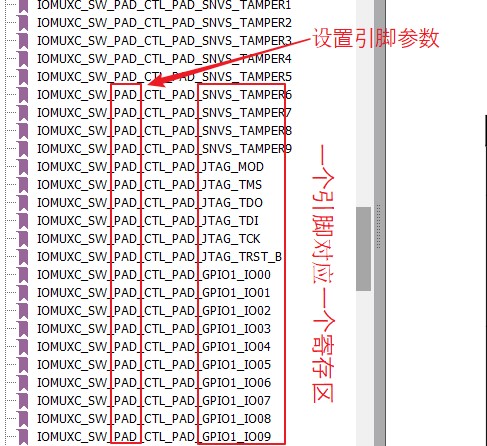 IOMUXC_SW_PAD_CTL_PAD_SNVS_TAMPER1
IOMUXC_SW_PAD_CTL_PAD_SNVS_TAMPER2
IOMUXC_SW_PAD_CTL_PAD_SNVS_TAMPER3
设置引脚参数
IOMUXC_SW_PAD_CTL_PAD_SNVS_TAMPER4
IOMUXC_SW_PAD_CTL_PAD_SNVS_TAMPER5
IOMUXC_SW_PAD_CTL_PAD_SNVS_TAMPER6
IOMUXC_SW_PAD_CTL_PAD_SNVS_TAMPER7
IOMUXC_SW_PAD_CTL_PAD_SNVS_TAMPER8
IOMUXC_SW_PAD_CTL_PAD_SNVS_TAMPER9
IOMUXC_SW_PAD_CTL_PAD_JTAG_MOD
IOMUXC_SW_PAD_CTL_PAD_JTAG_TMS
IOMUXC_SW_PAD_CTL_PAD_JTAG_TDO
IOMUXC_SW_PAD_CTL_PAD_JTAG_TDI
IOMUXC_SW_PAD_CTL_PAD_JTAG_TCK
IOMUXC_SW_PAD_CTL_PAD_JTAG_TRST_B
IOMUXC_SW_PAD_CTL_PAD_GPIO1_IO00
IOMUXC_SW_PAD_CTL_PAD_GPIO1_IO01
IOMUXC_SW_PAD_CTL_PAD_GPIO1_IO02
IOMUXC_SW_PAD_CTL_PAD_GPIO1_IO03
IOMUXC_SW_PAD_CTL_PAD_GPIO1_IO04
IOMUXC_SW_PAD_CTL_PAD_GPIO1_IO05
IOMUXC_SW_PAD_CTL_PAD_GPIO1_IO06
IOMUXC_SW_PAD_CTL_PAD_GPIO1_IO07
IOMUXC_SW_PAD_CTL_PAD_GPIO1_IO08
IOMUXC_SW_PAD_CTL_PAD_GPIO1_IO09
一个引脚对应一个寄存区